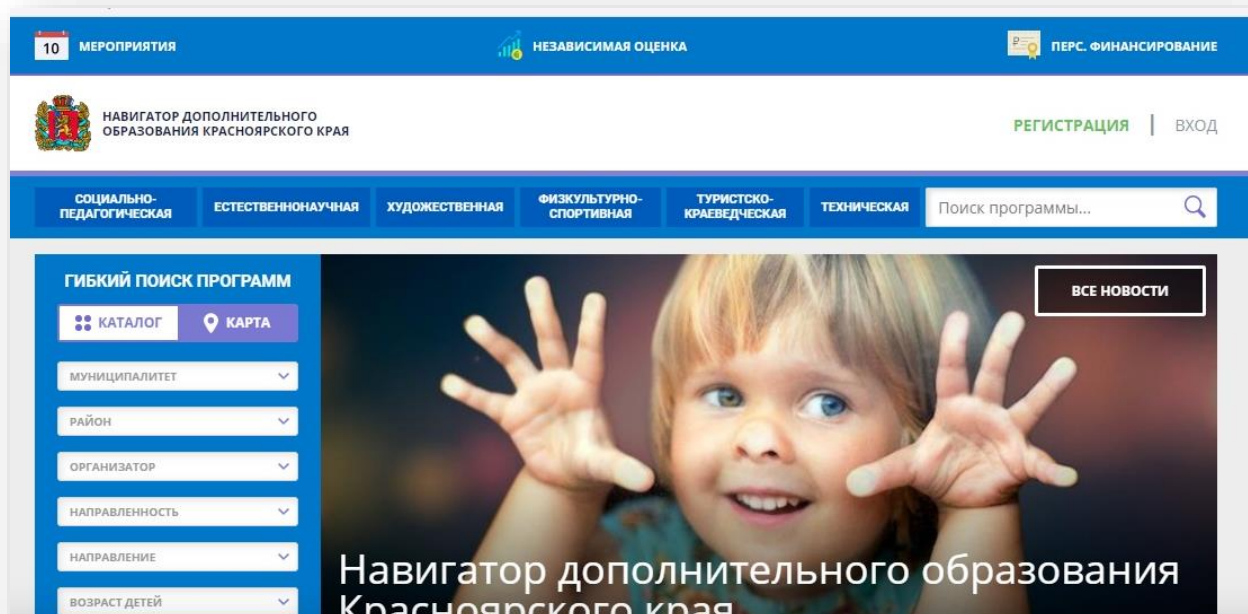 10 МЕРОПРИЯТИЯ
НЕЗАВИСИМАЯ ОЦЕНКА
ПЕРС. ФИНАНСИРОВАНИЕ
НАВИГАТОР ДОПОЛНИТЕЛЬНОГО
ОБРАЗОВАНИЯ КРАСНОЯРСКОГО КРАЯ
РЕГИСТРАЦИЯ | ВХОД
СОЦИАЛЬНО-
ПЕДАГОГИЧЕСКАЯ
ЕСТЕСТВЕННОНАУЧНАЯ
ХУДОЖЕСТВЕННАЯ
ФИЗКУЛЬТУРНО-
СПОРТИВНАЯ
ТУРИСТСКО-
КРАЕВЕДЧЕСКАЯ
ТЕХНИЧЕСКАЯ
Поиск программы...
ГИБКИЙ ПОИСК ПРОГРАММ
КАТАЛОГ
КАРТА
МУНИЦИПАЛИТЕТ
РАЙОН
ОРГАНИЗАТОР
НАПРАВЛЕННОСТЬ
НАПРАВЛЕНИЕ
ВОЗРАСТ ДЕТЕЙ
ВСЕ НОВОСТИ
Навигатор дополнительного образования
Красноярского края